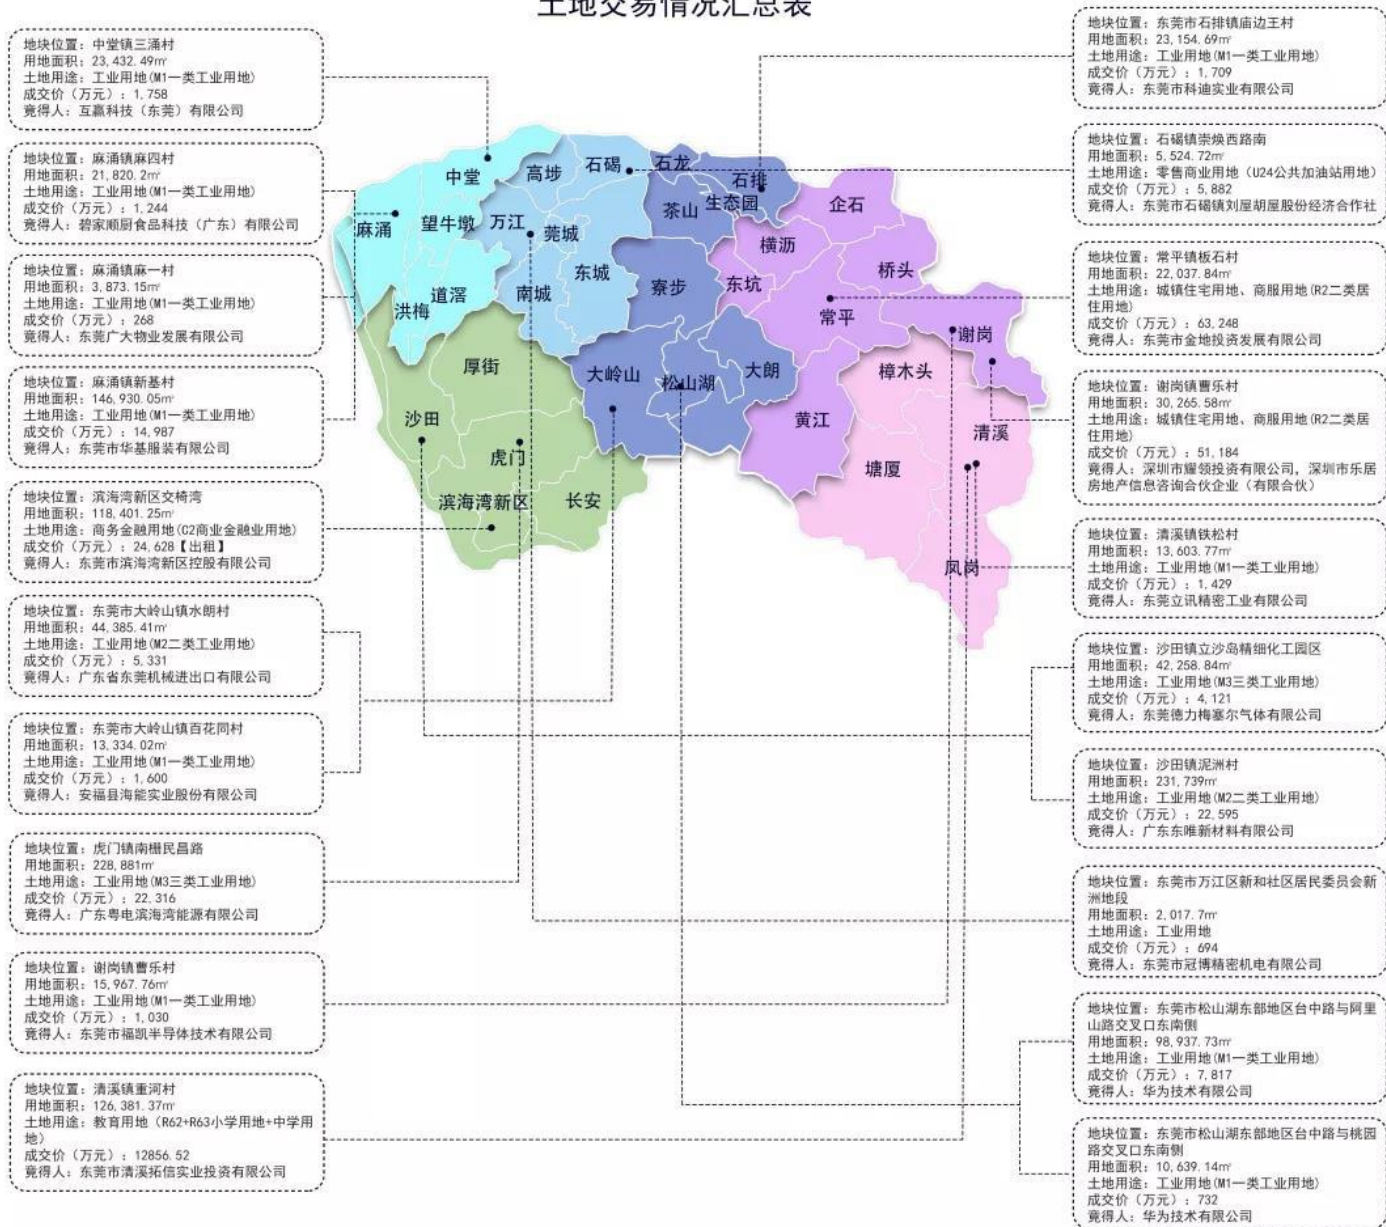 土地交易情况汇总表
地块位置：中堂镇三涌村
用地面积：23,432.49㎡
土地用途：工业用地(M1一类工业用地)
成交价（万元）：1,758
竞得人：互赢科技（东莞）有限公司
地块位置：麻涌镇麻四村
用地面积：21,820.2㎡
土地用途：工业用地(M1一类工业用地)
成交价（万元）：1,244
竞得人：碧家顺厨食品科技（广东）有限公司
地块位置：麻涌镇麻一村
用地面积：3,873.15㎡
土地用途：工业用地(M1一类工业用地)
成交价（万元）：268
竞得人：东莞广大物业发展有限公司
地块位置：麻涌镇新基村
用地面积：146,930.05㎡
土地用途：工业用地(M1一类工业用地)
成交价（万元）：14,987
竞得人：东莞市华基服装有限公司
地块位置：滨海湾新区交椅湾
用地面积：118,401.25㎡
土地用途：商务金融用地(C2商业金融业用地)
成交价（万元）：24,628【出租】
竞得人：东莞市滨海湾新区控股有限公司
地块位置：东莞市大岭山镇水朗村
用地面积：44,385.41㎡
土地用途：工业用地(M2二类工业用地)
成交价（万元）：5,331
竞得人：广东省东莞机械进出口有限公司
地块位置：东莞市大岭山镇百花同村
用地面积：13,334.02㎡
土地用途：工业用地(M1一类工业用地)
成交价（万元）：1,600
竞得人：安福县海能实业股份有限公司
地块位置：虎门镇南栅民昌路
用地面积：228,881㎡
土地用途：工业用地(M3三类工业用地)
成交价（万元）：22,316
竞得人：广东粤电滨海湾能源有限公司
地块位置：谢岗镇曹乐村
用地面积：15,967.76㎡
土地用途：工业用地(M1一类工业用地)
成交价（万元）：1,030
竞得人：东莞市福凯半导体技术有限公司
地块位置：清溪镇重河村
用地面积：126,381.37㎡
土地用途：教育用地（R62+R63小学用地+中学用
地）
成交价（万元）：12856.52
竞得人：东莞市清溪拓信实业投资有限公司
中堂
高埗
石碣
石龙
石排
麻涌
望牛墩
万江
莞城
茶山
生态园
企石
横沥
桥头
东坑
东城
寮步
道滘
洪梅
南城
常平
谢岗
厚街
大岭山
松山湖
大朗
樟木头
沙田
黄江
清溪
虎门
塘厦
滨海湾新区
长安
凤岗
地块位置：东莞市石排镇庙边王村
用地面积：23,154.69㎡
土地用途：工业用地(M1一类工业用地)
成交价（万元）：1,709
竞得人：东莞市科迪实业有限公司
地块位置：石碣镇崇焕西路南
用地面积：5,524.72㎡
土地用途：零售商业用地（U24公共加油站用地）
成交价（万元）：5,882
竞得人：东莞市石碣镇刘屋胡屋股份经济合作社
地块位置：常平镇板石村
用地面积：22,037.84㎡
土地用途：城镇住宅用地、商服用地(R2二类居
住用地)
成交价（万元）：63,248
竞得人：东莞市金地投资发展有限公司
地块位置：谢岗镇曹乐村
用地面积：30,265.58㎡
土地用途：城镇住宅用地、商服用地(R2二类居
住用地)
成交价（万元）：51,184
竞得人：深圳市耀领投资有限公司，深圳市乐居
房地产信息咨询合伙企业（有限合伙）
地块位置：清溪镇铁松村
用地面积：13,603.77㎡
土地用途：工业用地(M1一类工业用地)
成交价（万元）：1,429
竞得人：东莞立讯精密工业有限公司
地块位置：沙田镇立沙岛精细化工园区
用地面积：42,258.84㎡
土地用途：工业用地(M3三类工业用地)
成交价（万元）：4,121
竞得人：东莞德力梅塞尔气体有限公司
地块位置：沙田镇泥洲村
用地面积：231,739㎡
土地用途：工业用地(M2二类工业用地)
成交价（万元）：22,595
竞得人：广东东唯新材料有限公司
地块位置：东莞市万江区新和社区居民委员会新
洲地段
用地面积：2,017.7㎡
土地用途：工业用地
成交价（万元）：694
竞得人：东莞市冠博精密机电有限公司
地块位置：东莞市松山湖东部地区台中路与阿里
山路交叉口东南侧
用地面积：98,937.73㎡
土地用途：工业用地(M1一类工业用地)
成交价（万元）：7,817
竞得人：华为技术有限公司
地块位置：东莞市松山湖东部地区台中路与桃园
路交叉口东南侧
用地面积：10,639.14㎡
土地用途：工业用地(M1一类工业用地)
成交价（万元）：732
竞得人：华为技术有限公司